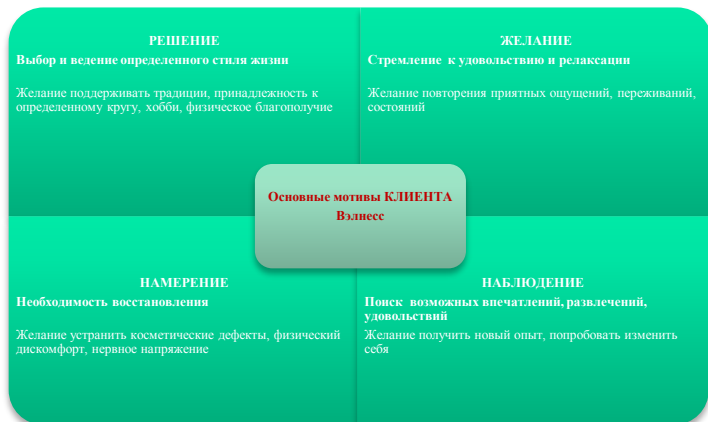 РЕШЕНИЕ
Выбор и ведение определенного стиля жизни
Желание поддерживать традиции, принадлежность к
определенному кругу, хобби, физическое благополучие
ЖЕЛАНИЕ
Стремление к удовольствию и релаксации
Желание повторения приятных ощущений, переживаний,
состояний
Основные мотивы КЛИЕНТА
Вэлнесс
НАМЕРЕНИЕ
Необходимость восстановления
Желание устранить косметические дефекты, физический
дискомфорт, нервное напряжение
НАБЛЮДЕНИЕ
Поиск возможных впечатлений, развлечений,
удовольствий
Желание получить новый опыт, попробовать изменить
себя